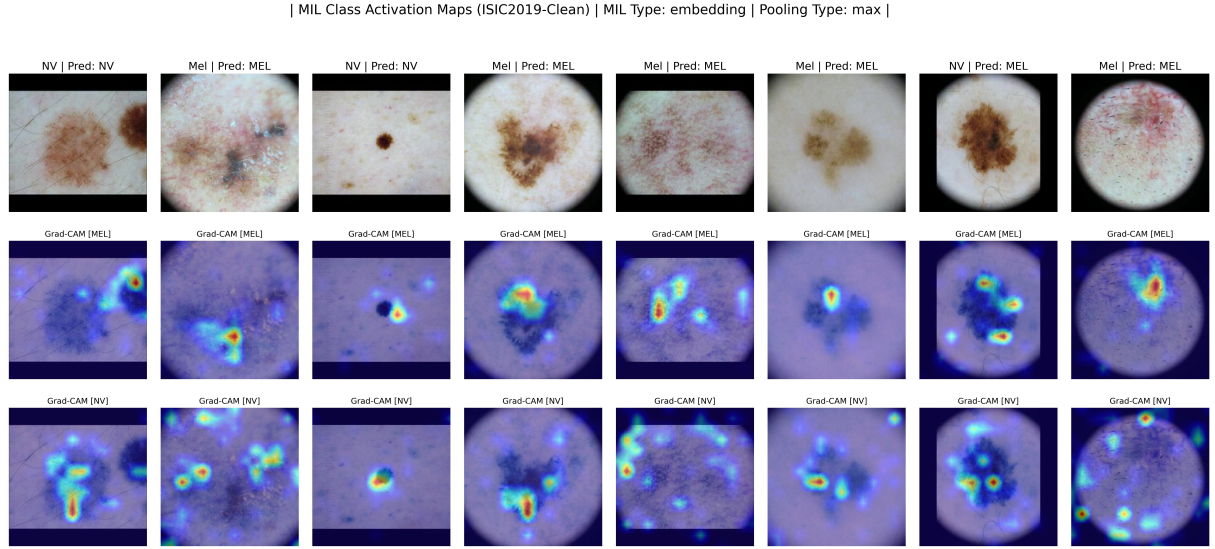 | MIL Class Activation Maps (ISIC2019-Clean) | MIL Type: embedding | Pooling Type: max |
NV | Pred: NV
Mel | Pred: MEL
NV | Pred: NV
Mel | Pred: MEL
Mel | Pred: MEL
Mel | Pred: MEL
NV | Pred: MEL
Mel | Pred: MEL
Grad-CAM [MEL]
Grad-CAM [MEL]
Grad-CAM [MEL]
Grad-CAM [MEL]
Grad-CAM [MEL]
Grad-CAM [MEL]
Grad-CAM [MEL]
Grad-CAM [MEL]
Grad-CAM [NV]
Grad-CAM [NV]
Grad-CAM [NV]
Grad-CAM [NV]
Grad-CAM [NV]
Grad-CAM [NV]
Grad-CAM [NV]
Grad-CAM [NV]